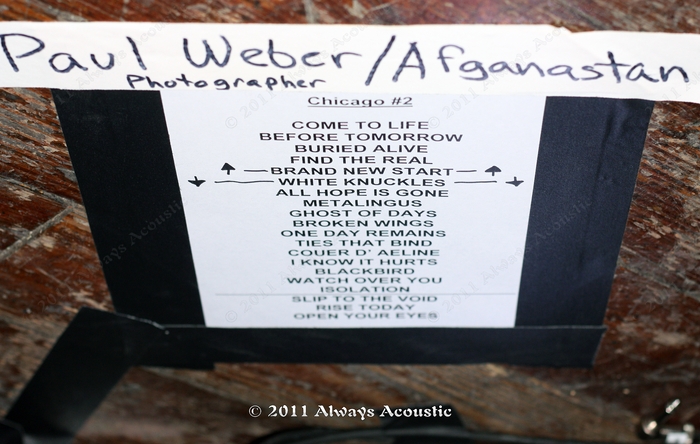 Paul Weber/Afganastan
Photographer
Chicago #2
COME TO LIFE
BEFORE TOMORROW
BURIED ALIVE
FIND THE REAL
BRAND NEW START
WHITE KNUCKLES
ALL HOPE IS GONE
METALINGUS
GHOST OF DAYS
BROKEN WINGS
ONE DAY REMAINS
TIES THAT BIND
COUER D' AELINE
I KNOW IT HURTS
BLACKBIRD
WATCH OVER YOU
ISOLATION
SLIP TO THE VOID
RISE TODAY
OPEN YOUR EYES
© 2011 Always Acoustic